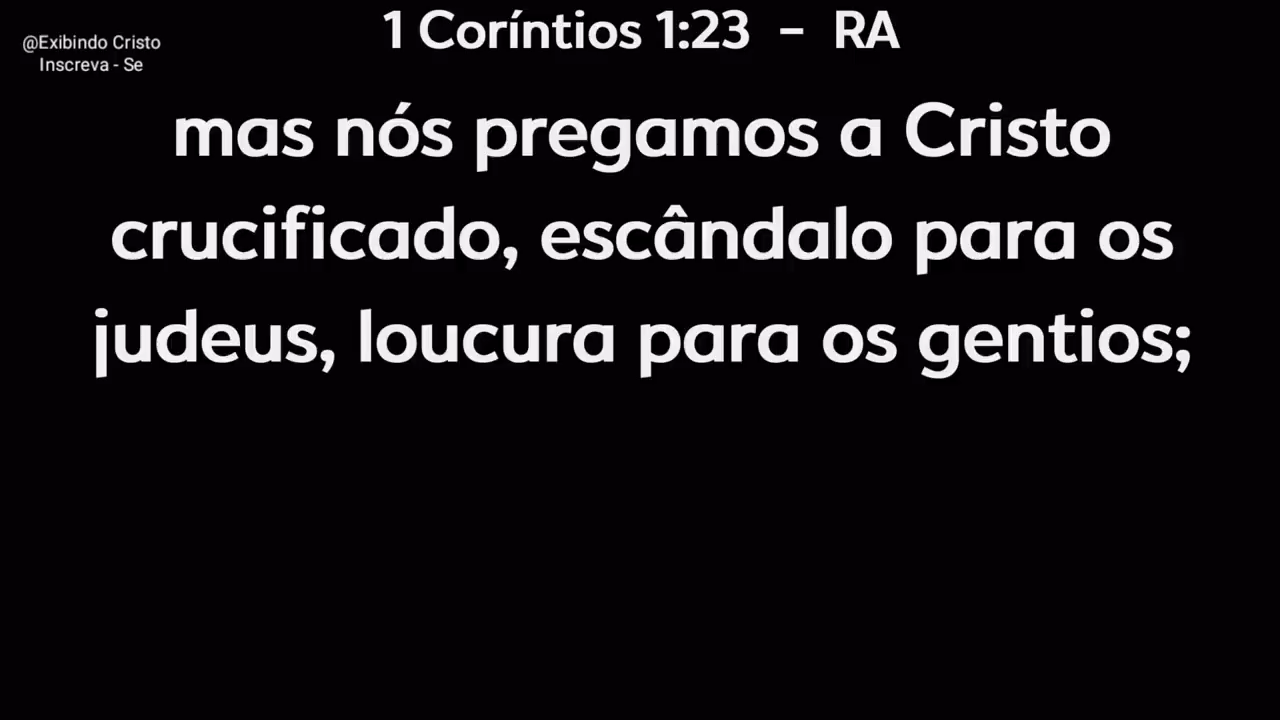 @Exibindo Cristo
Inscreva - Se
1 Coríntios 1:23 - RA
mas nós pregamos a Cristo
crucificado, escândalo para os
judeus, loucura para os gentios;